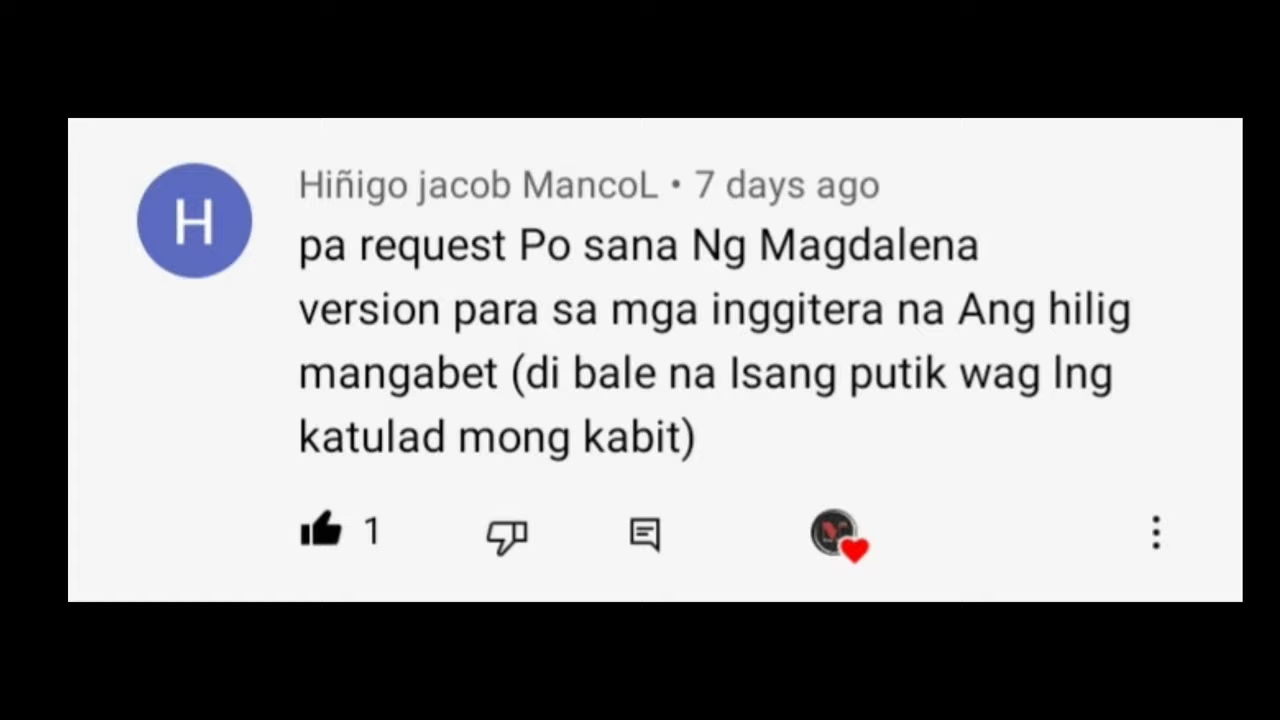 H
Hiñigo jacob MancoL • 7 days ago
pa request Po sana Ng Magdalena
version para sa mga inggitera na Ang hilig
mangabet (di bale na Isang putik wag lng
katulad mong kabit)
1